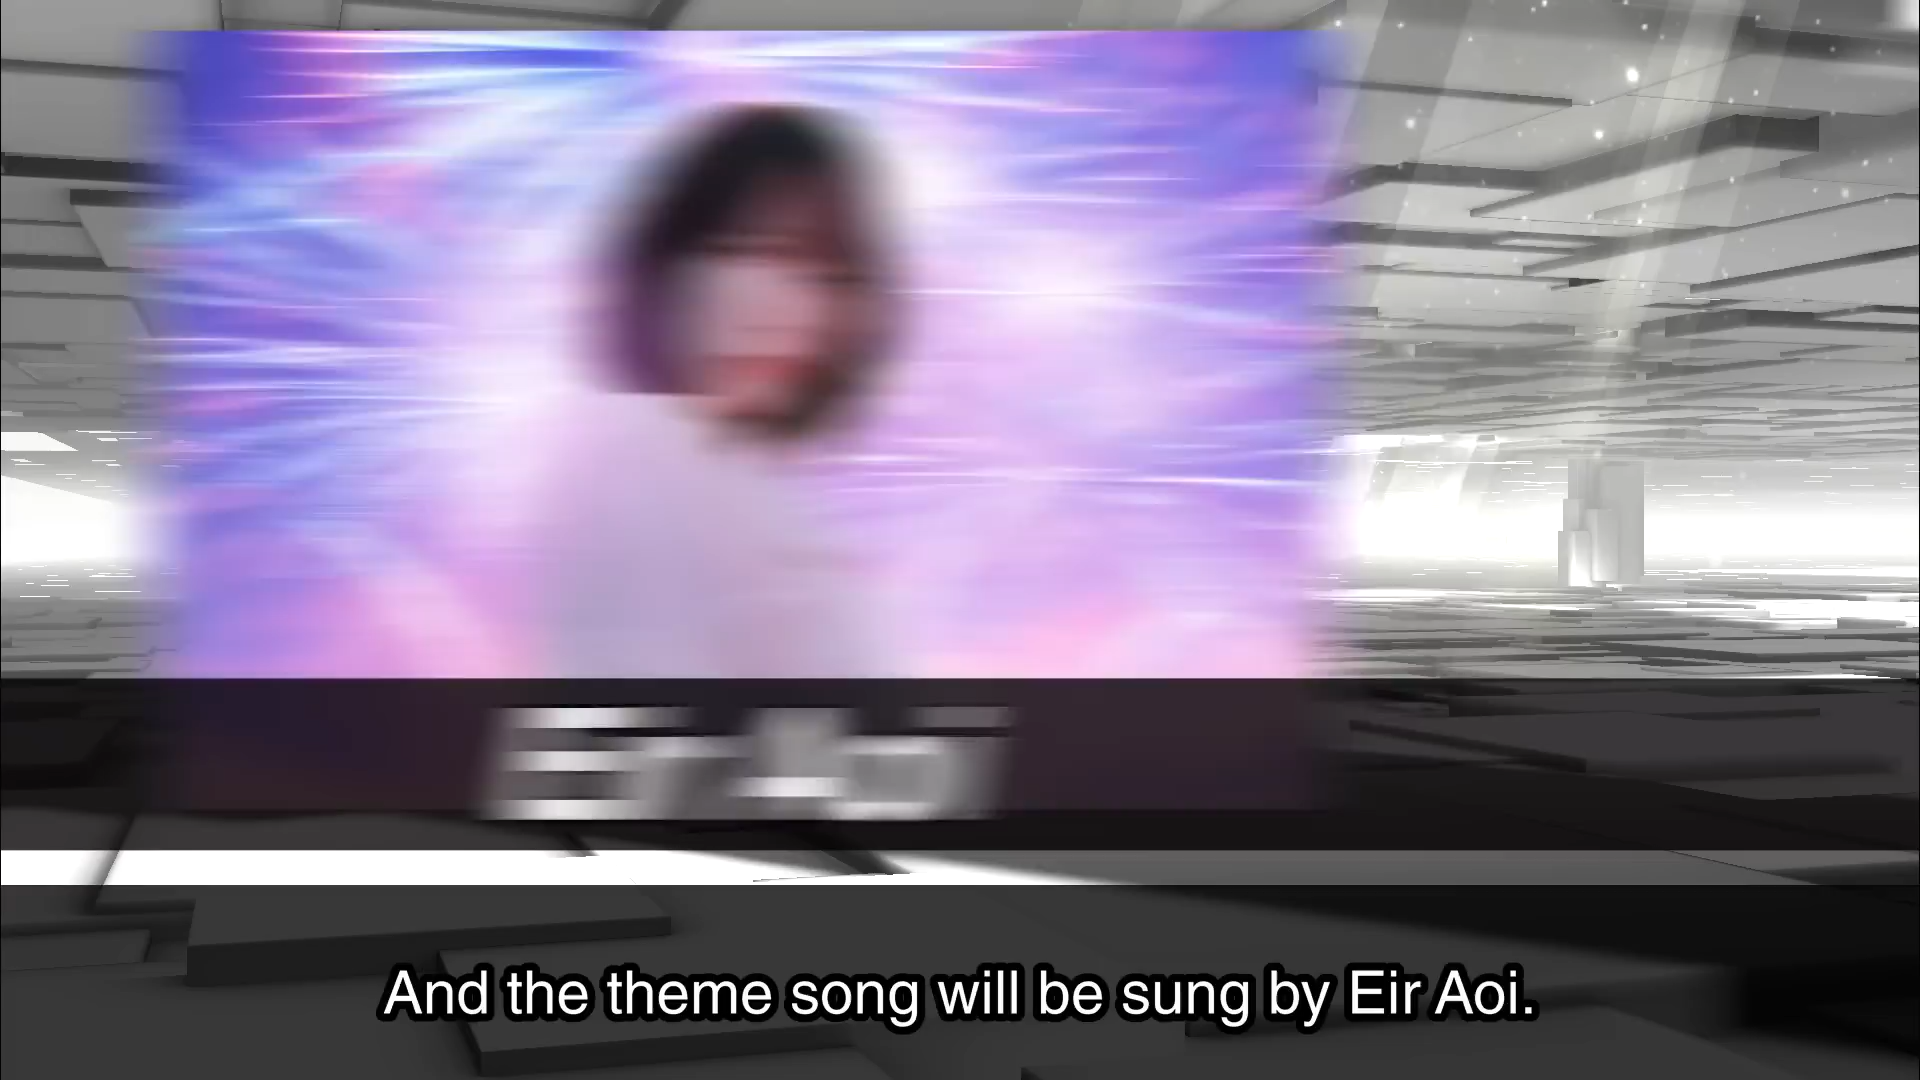 And the theme song will be sung by Eir Aoi.